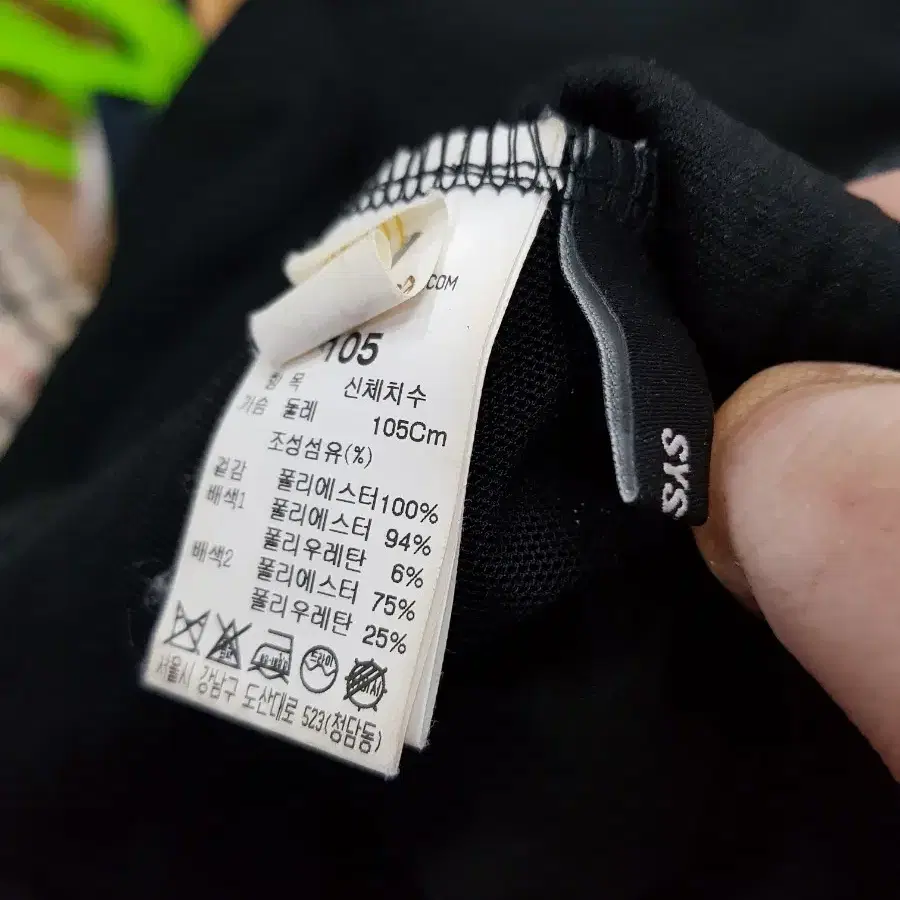 .COM
105
항 목 신체치수
가슴 둘레 105Cm
조성섬유(%)
겉감 폴리에스터100%
배색1 폴리에스터 94%
폴리우레탄 6%
배색2 폴리에스터 75%
폴리우레탄 25%
드라이
서울시 강남구 도산대로 523(청담동)
SYS